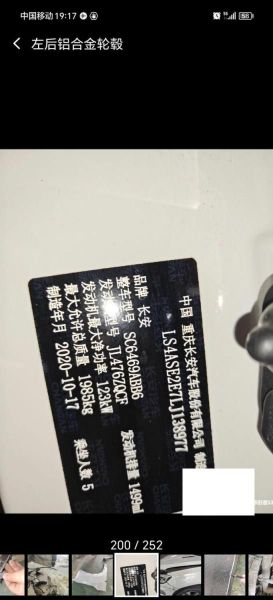 中国移动 19:17
左后铝合金轮毂
中国 重庆长安汽车股份有限公司
LS4ASE2E7LJ138977
品牌 长安
整车型号 SC6469ABB6
发动机型号 JL476ZQCF
发动机排量 1499ml
发动机最大净功率 123kW
最大允许总质量 1985kg
乘坐人数 5
制造年月 2020-10-17
200 / 252